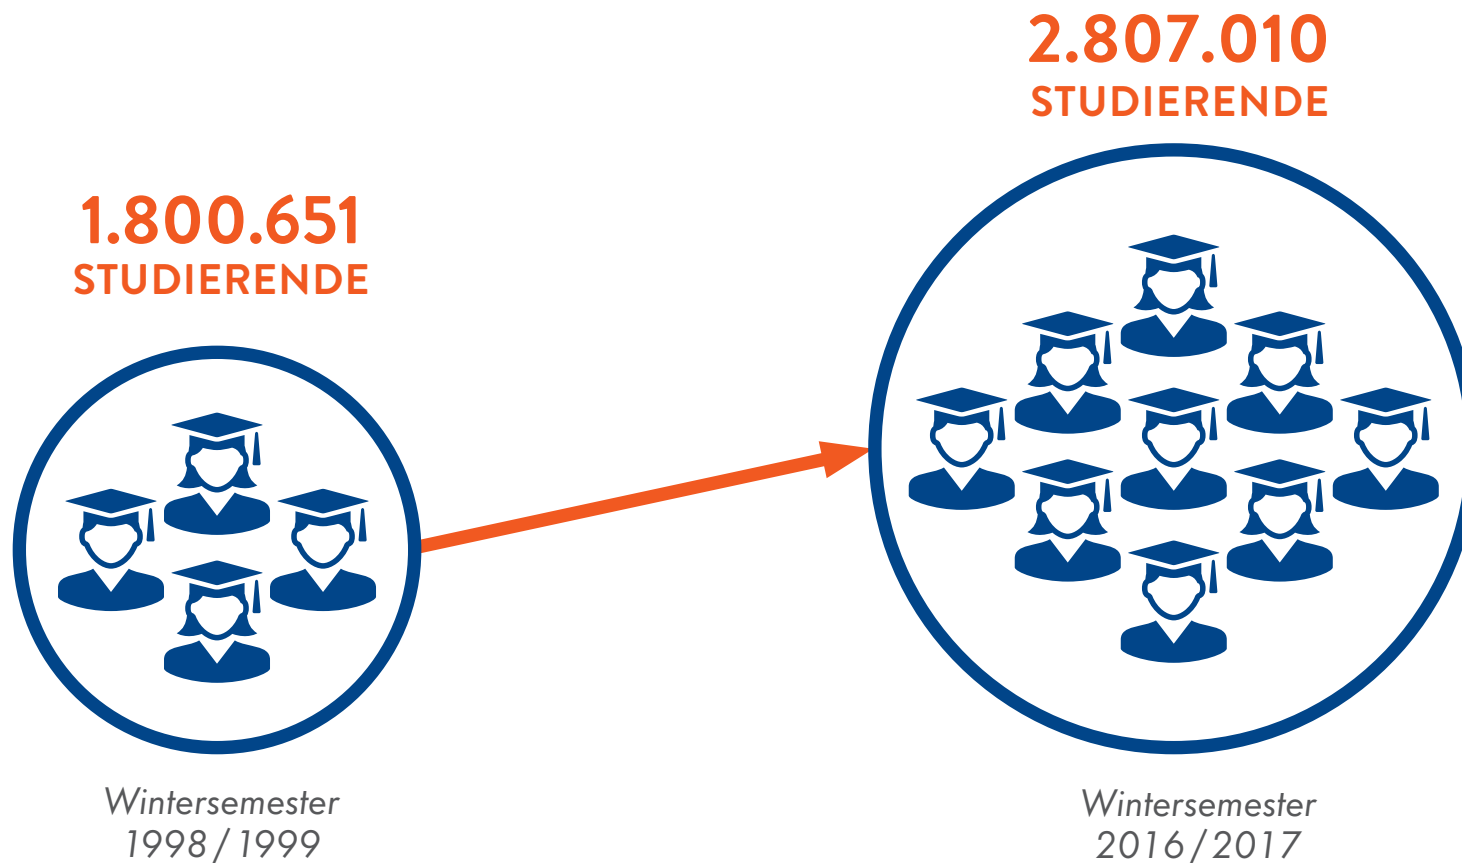 1.800.651
STUDIERENDE
Wintersemester
1998 / 1999
2.807.010
STUDIERENDE
Wintersemester
2016 / 2017